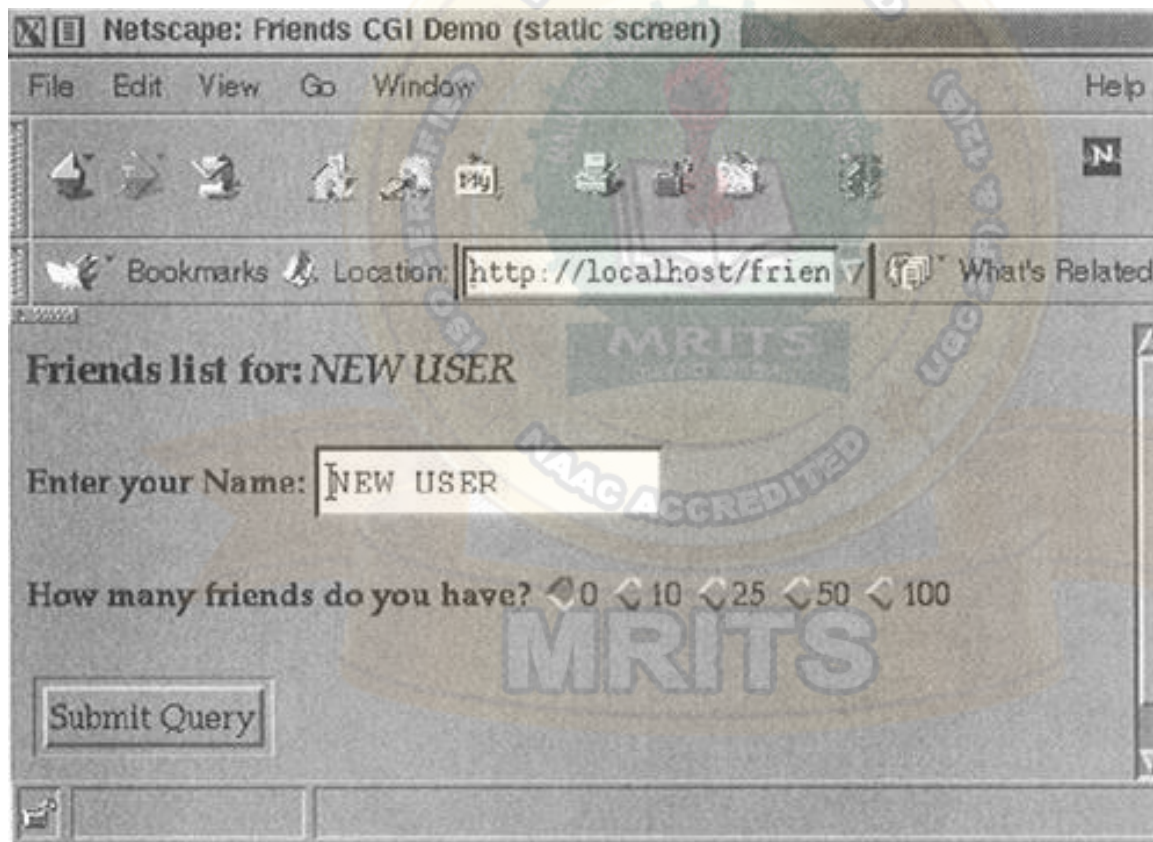 Netscape: Friends CGI Demo (static screen)
File Edit View Go Window Help
My N
Bookmarks Location: http://localhost/frien What's Related
MRITS
Friends list for: NEW USER
Enter your Name: NEW USER
NAAC ACCREDITED
How many friends do you have? 0 10 25 50 100
MRITS
Submit Query